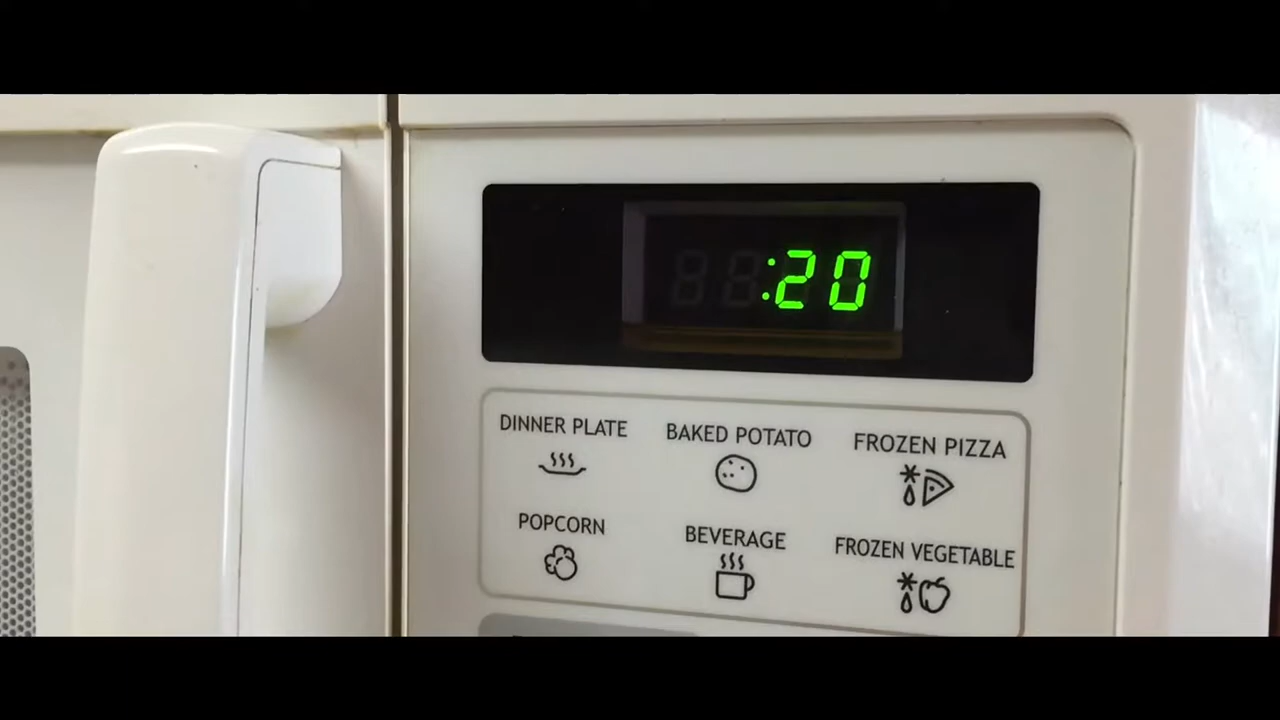 :20
DINNER PLATE
BAKED POTATO
FROZEN PIZZA
POPCORN
BEVERAGE
FROZEN VEGETABLE